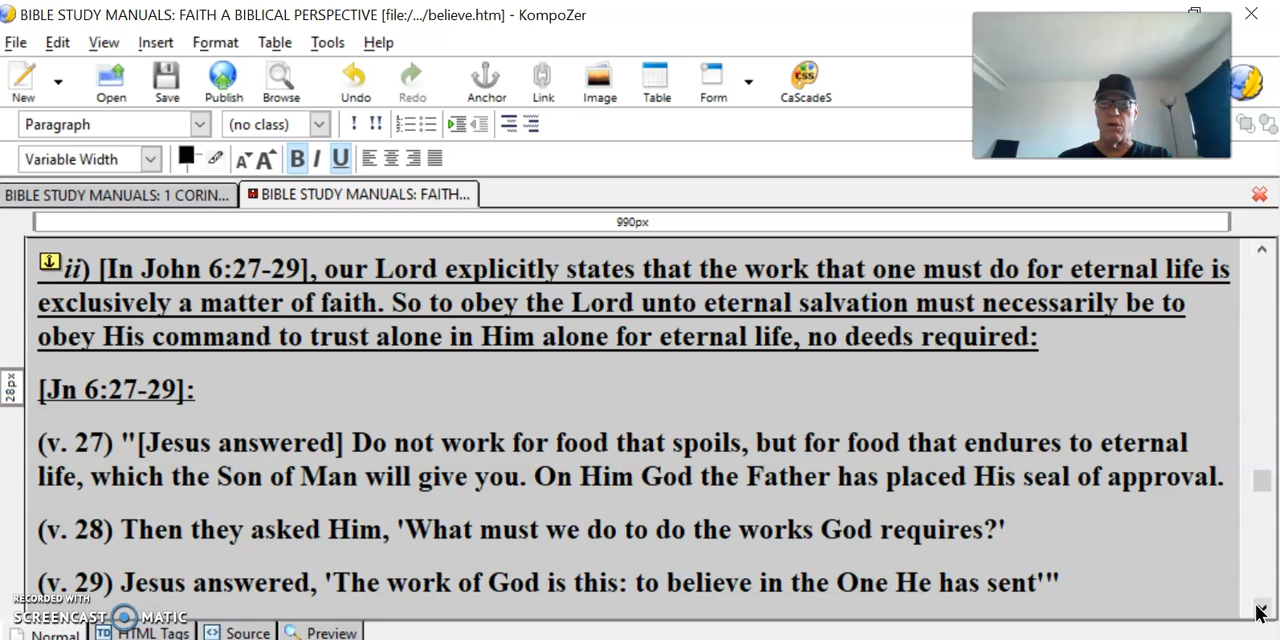 BIBLE STUDY MANUALS: FAITH A BIBLICAL PERSPECTIVE [file:/.../believe.htm] - KompoZer
File Edit View Insert Format Table Tools Help
New Open Save Publish Browse Undo Redo Anchor Link Image Table Form CaScadeS
Paragraph (no class) ! !!
Variable Width A A B I U
BIBLE STUDY MANUALS: 1 CORIN... BIBLE STUDY MANUALS: FAITH...
990px
ii) [In John 6:27-29], our Lord explicitly states that the work that one must do for eternal life is
exclusively a matter of faith. So to obey the Lord unto eternal salvation must necessarily be to
obey His command to trust alone in Him alone for eternal life, no deeds required:
28px
[Jn 6:27-29]:
(v. 27) "[Jesus answered] Do not work for food that spoils, but for food that endures to eternal
life, which the Son of Man will give you. On Him God the Father has placed His seal of approval.
(v. 28) Then they asked Him, 'What must we do to do the works God requires?'
(v. 29) Jesus answered, 'The work of God is this: to believe in the One He has sent'"
RECORDED WITH
SCREENCAST MATIC
Normal TD HTML Tags <> Source Preview